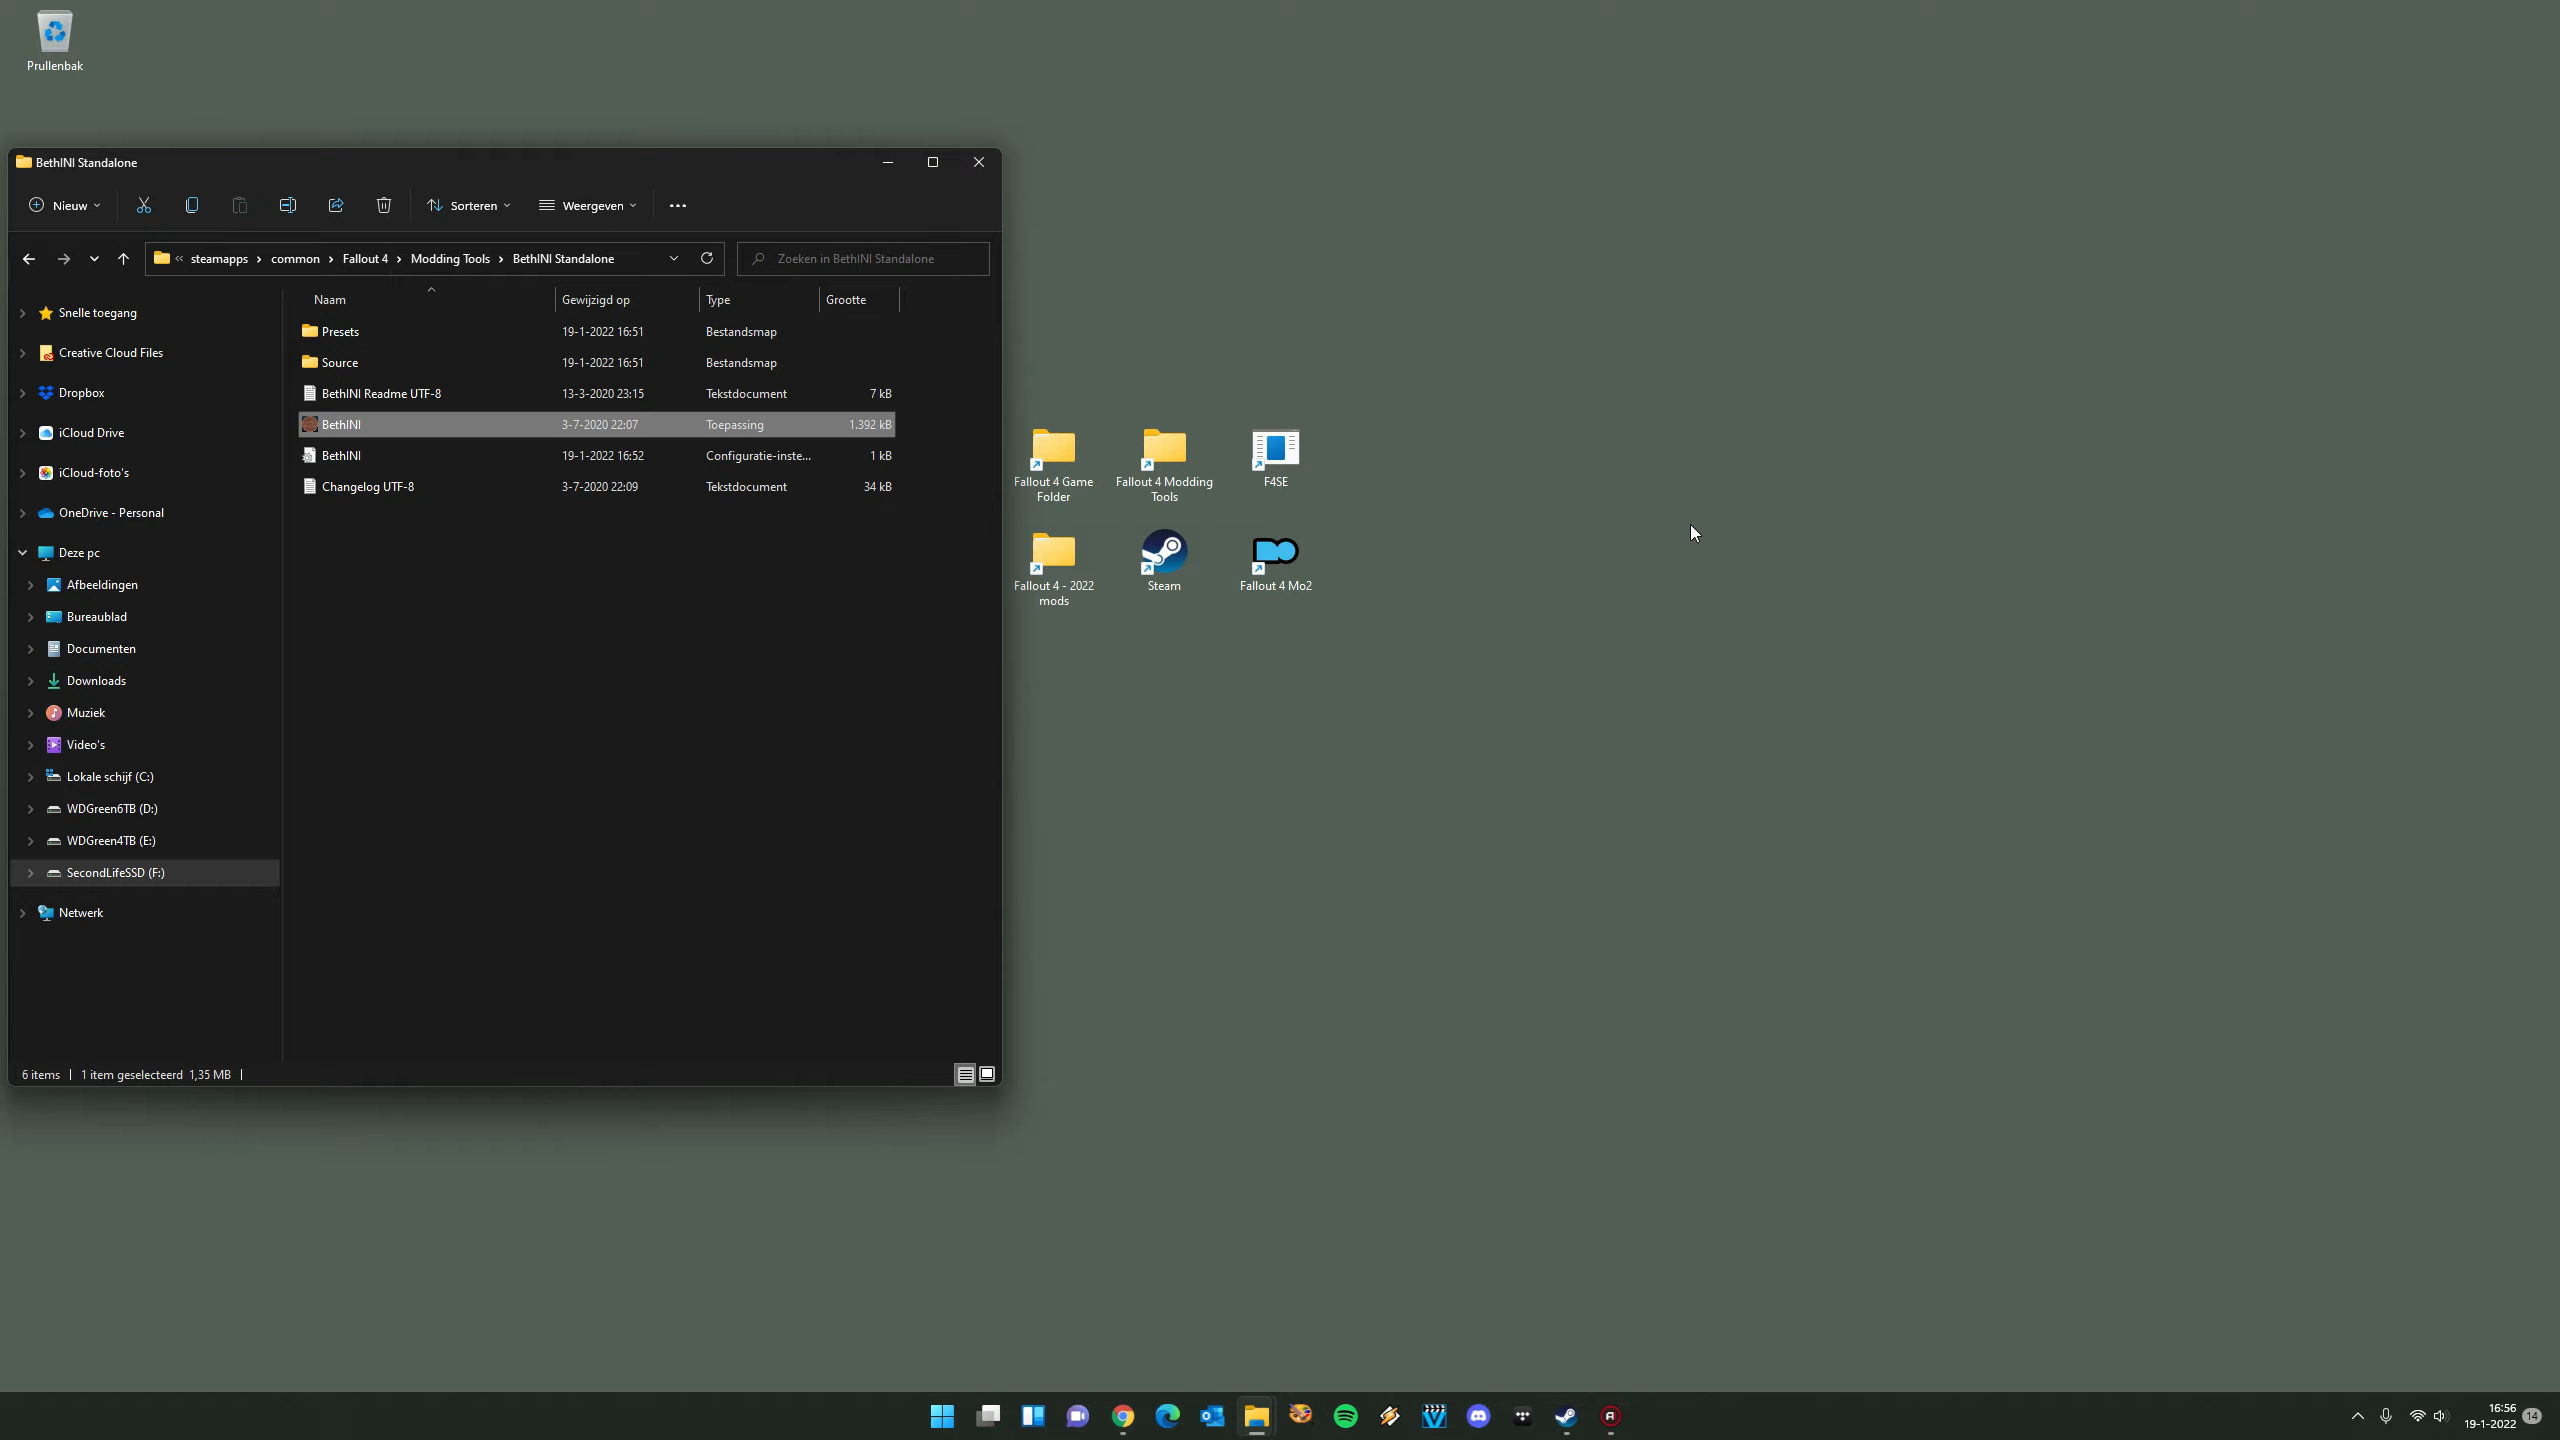 Prullenbak
BethINI Standalone
Nieuw
Sorteren
Weergeven
« steamapps › common › Fallout 4 › Modding Tools › BethINI Standalone
Zoeken in BethINI Standalone
Naam Gewijzigd op Type Grootte
Presets 19-1-2022 16:51 Bestandsmap
Source 19-1-2022 16:51 Bestandsmap
BethINI Readme UTF-8 13-3-2020 23:15 Tekstdocument 7 kB
BethINI 3-7-2020 22:07 Toepassing 1.392 kB
BethINI 19-1-2022 16:52 Configuratie-inste... 1 kB
Changelog UTF-8 3-7-2020 22:09 Tekstdocument 34 kB
Snelle toegang
Creative Cloud Files
Dropbox
iCloud Drive
iCloud-foto's
OneDrive - Personal
Deze pc
Afbeeldingen
Bureaublad
Documenten
Downloads
Muziek
Video's
Lokale schijf (C:)
WDGreen6TB (D:)
WDGreen4TB (E:)
SecondLifeSSD (F:)
Netwerk
6 items
1 item geselecteerd 1,35 MB
Fallout 4 Game
Folder
Fallout 4 Modding
Tools
F4SE
Fallout 4 - 2022
mods
Steam
Fallout 4 Mo2
16:56
19-1-2022
14